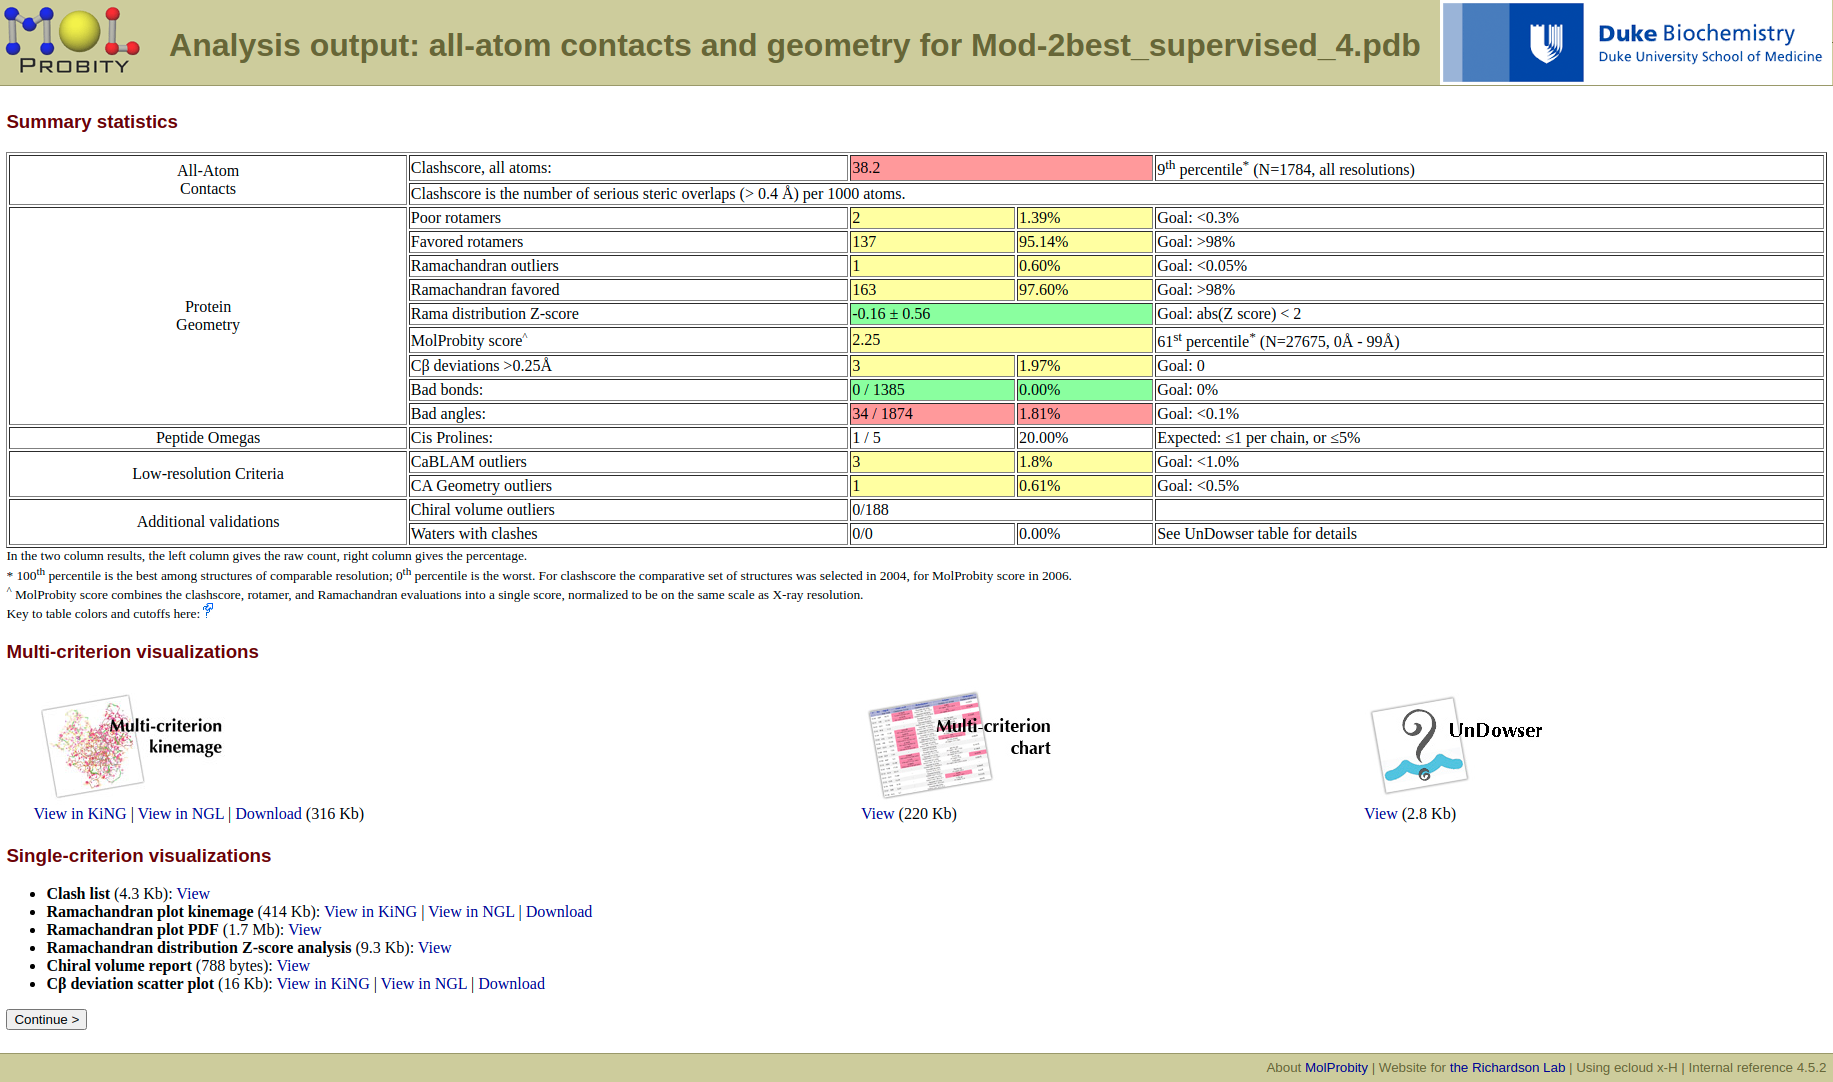 MOL
PROBITY
Analysis output: all-atom contacts and geometry for Mod-2best_supervised_4.pdb
Duke Biochemistry
Duke University School of Medicine
Summary statistics
All-Atom
Contacts
Clashscore, all atoms: 38.2 9th percentile* (N=1784, all resolutions)
Clashscore is the number of serious steric overlaps (> 0.4 Å) per 1000 atoms.
Protein
Geometry
Poor rotamers 2 1.39% Goal: <0.3%
Favored rotamers 137 95.14% Goal: >98%
Ramachandran outliers 1 0.60% Goal: <0.05%
Ramachandran favored 163 97.60% Goal: >98%
Rama distribution Z-score -0.16 ± 0.56 Goal: abs(Z score) < 2
MolProbity score^ 2.25 61st percentile* (N=27675, 0Å - 99Å)
Cβ deviations >0.25Å 3 1.97% Goal: 0
Bad bonds: 0 / 1385 0.00% Goal: 0%
Bad angles: 34 / 1874 1.81% Goal: <0.1%
Peptide Omegas Cis Prolines: 1 / 5 20.00% Expected: ≤1 per chain, or ≤5%
Low-resolution Criteria
CaBLAM outliers 3 1.8% Goal: <1.0%
CA Geometry outliers 1 0.61% Goal: <0.5%
Additional validations
Chiral volume outliers 0/188
Waters with clashes 0/0 0.00% See UnDowser table for details
In the two column results, the left column gives the raw count, right column gives the percentage.
* 100th percentile is the best among structures of comparable resolution; 0th percentile is the worst. For clashscore the comparative set of structures was selected in 2004, for MolProbity score in 2006.
^ MolProbity score combines the clashscore, rotamer, and Ramachandran evaluations into a single score, normalized to be on the same scale as X-ray resolution.
Key to table colors and cutoffs here: ?
Multi-criterion visualizations
Multi-criterion
kinemage
View in KiNG | View in NGL | Download (316 Kb)
Multi-criterion
chart
View (220 Kb)
UnDowser
View (2.8 Kb)
Single-criterion visualizations
• Clash list (4.3 Kb): View
• Ramachandran plot kinemage (414 Kb): View in KiNG | View in NGL | Download
• Ramachandran plot PDF (1.7 Mb): View
• Ramachandran distribution Z-score analysis (9.3 Kb): View
• Chiral volume report (788 bytes): View
• Cβ deviation scatter plot (16 Kb): View in KiNG | View in NGL | Download
Continue >
About MolProbity | Website for the Richardson Lab | Using ecloud x-H | Internal reference 4.5.2